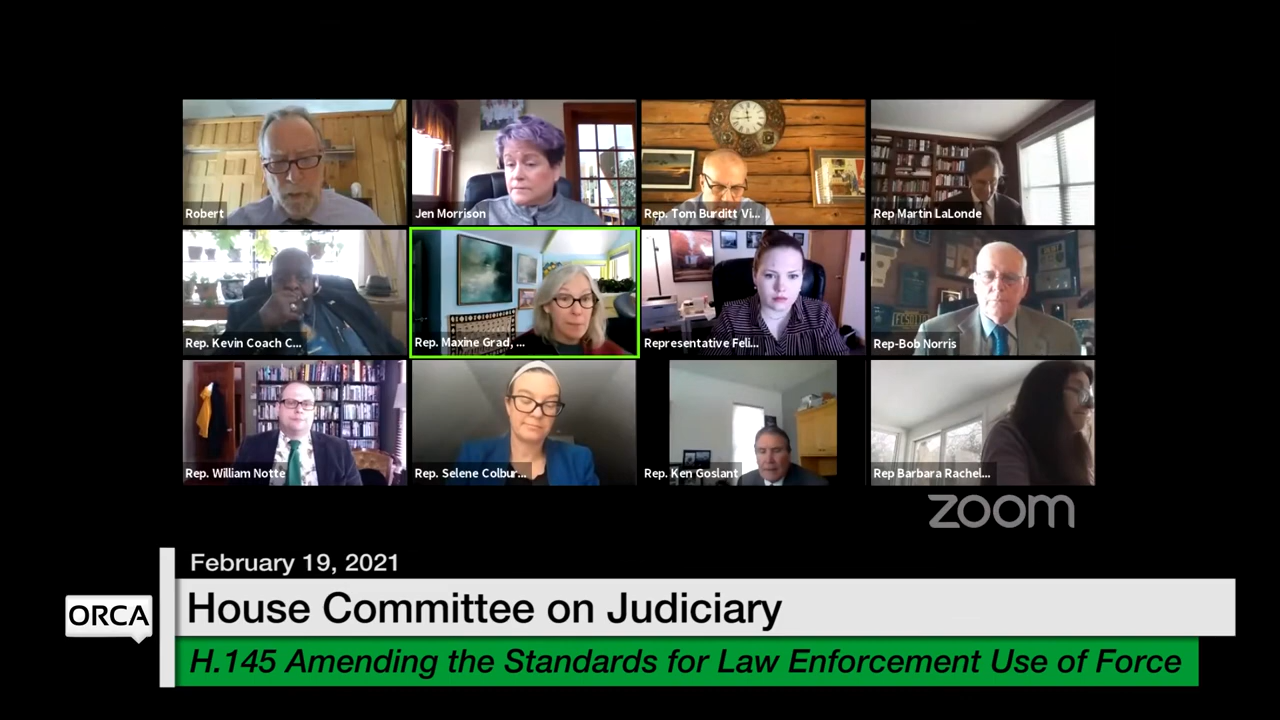 Robert
Jen Morrison
Rep. Tom Burditt Vi...
Rep Martin LaLonde
Rep. Kevin Coach C...
Rep. Maxine Grad, ...
Representative Feli...
Rep-Bob Norris
Rep. William Notte
Rep. Selene Colbur...
Rep. Ken Goslant
Rep Barbara Rachel...
zoom
February 19, 2021
ORCA
House Committee on Judiciary
H.145 Amending the Standards for Law Enforcement Use of Force